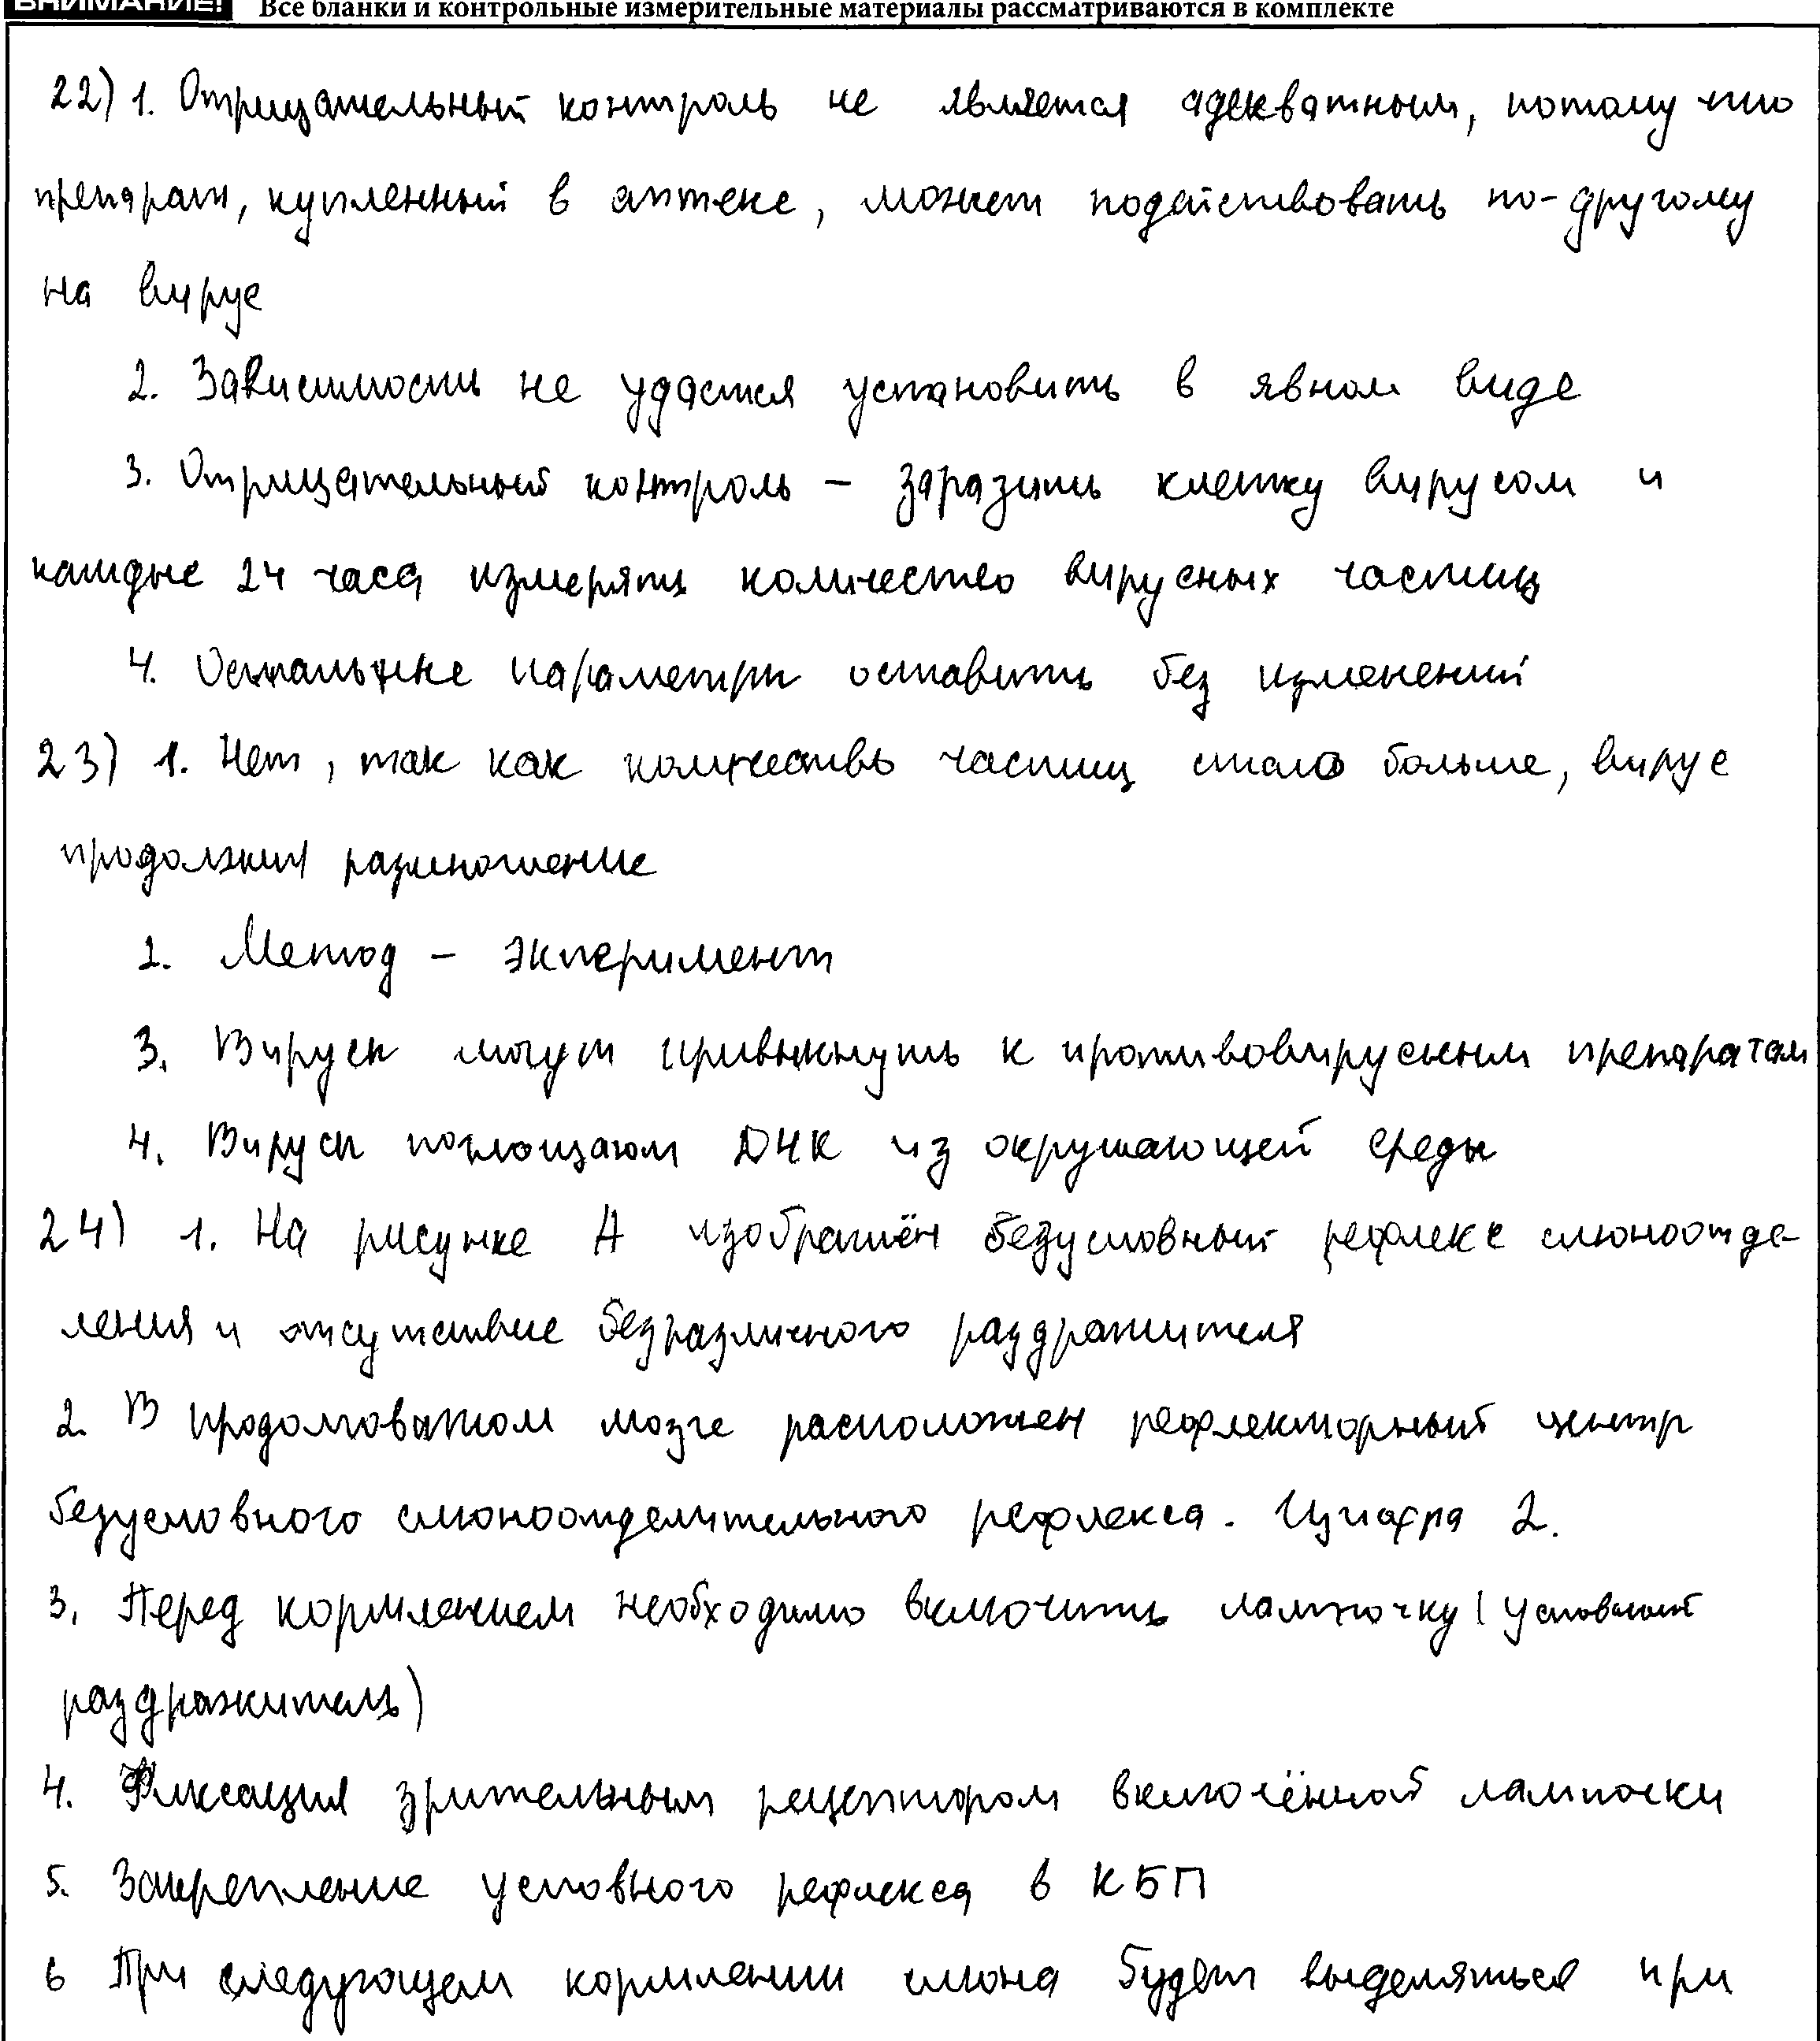 ВНИМАНИЕ! Все бланки и контрольные измерительные материалы рассматриваются в комплекте
22) 1. Отрицательный контроль не является адекватным, потому что
препарат, купленный в аптеке, может подействовать по-другому
на вирус
2. Зависимость не удастся установить в явном виде
3. Отрицательный контроль – заразить клетку вирусом и
каждые 24 часа измерять количество вирусных частиц
4. Остальные параметры оставить без изменений
23) 1. Нет, так как количество частиц стало больше, вирус
продолжил размножение
2. Метод – экперимент
3. Вирусы могут привыкнуть к противовирусным препаратам
4. Вирусы поглощают ДНК из окружающей среды
24) 1. На рисунке А изображён безусловный рефлекс слюноотде-
ления и отсутствие безразличного раздражителя
2. В продолговатом мозге расположен рефлекторный центр
безусловного слюноотделительного рефлекса. Цифра 2.
3. Перед кормлением необходимо включить лампочку (условный
раздражитель)
4. Фиксация зрительным рецептором включённой лампочки
5. Закрепление условного рефлекса в КБП
6 При следующем кормлении слюна будет выделяться при